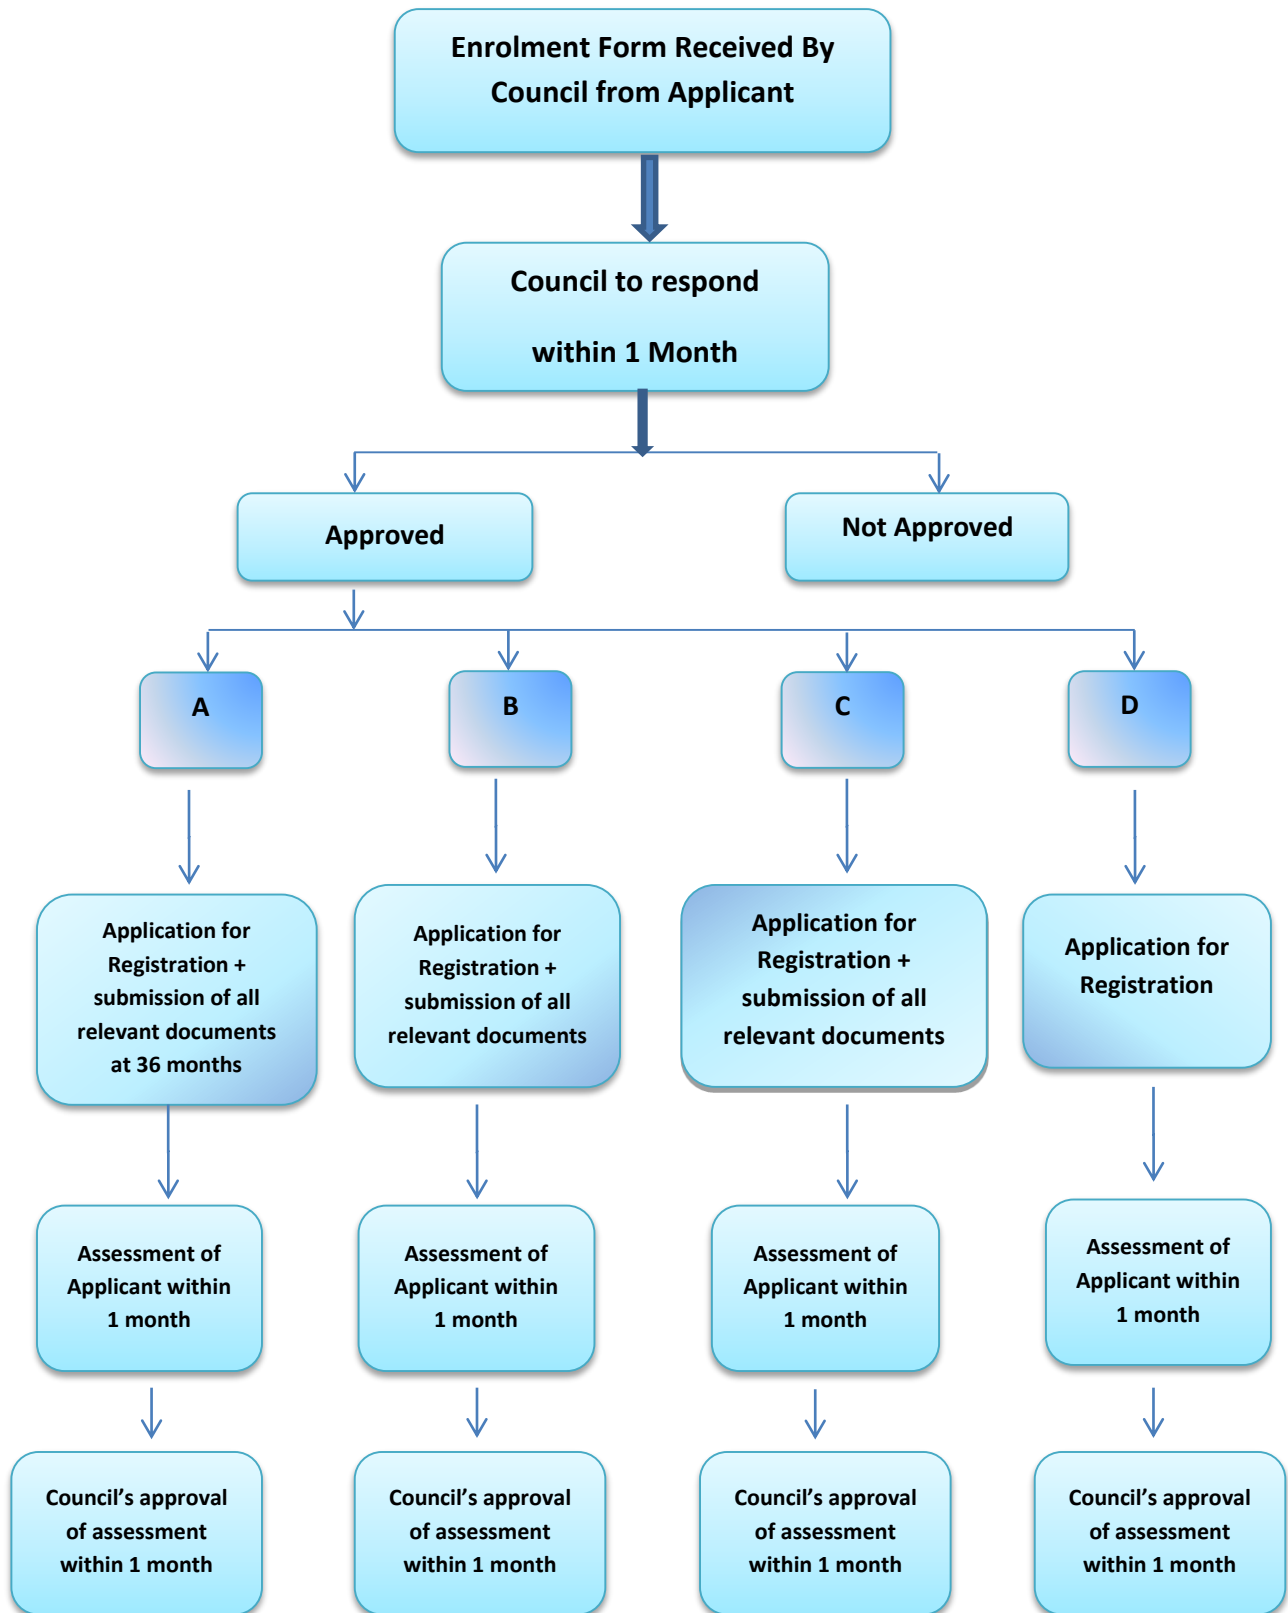 Enrolment Form Received By
Council from Applicant
Council to respond
within 1 Month
Approved
Not Approved
A
B
C
D
Application for
Registration +
submission of all
relevant documents
at 36 months
Application for
Registration +
submission of all
relevant documents
Application for
Registration +
submission of all
relevant documents
Application for
Registration
Assessment of
Applicant within
1 month
Assessment of
Applicant within
1 month
Assessment of
Applicant within
1 month
Assessment of
Applicant within
1 month
Council’s approval
of assessment
within 1 month
Council’s approval
of assessment
within 1 month
Council’s approval
of assessment
within 1 month
Council’s approval
of assessment
within 1 month